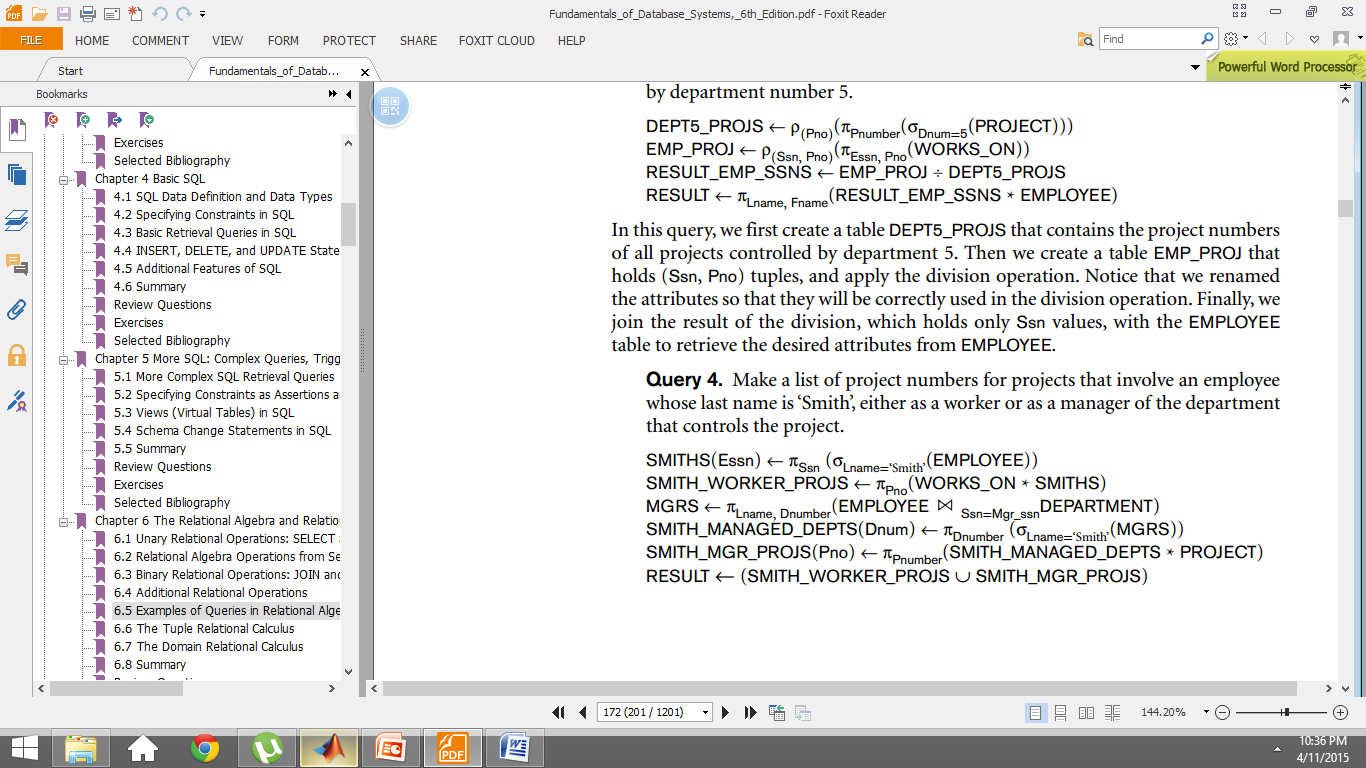 Fundamentals_of_Database_Systems,_6th_Edition.pdf - Foxit Reader
FILE HOME COMMENT VIEW FORM PROTECT SHARE FOXIT CLOUD HELP
Find
Start
Fundamentals_of_Datab...
Powerful Word Processor
Bookmarks
Exercises
Selected Bibliography
Chapter 4 Basic SQL
4.1 SQL Data Definition and Data Types
4.2 Specifying Constraints in SQL
4.3 Basic Retrieval Queries in SQL
4.4 INSERT, DELETE, and UPDATE State
4.5 Additional Features of SQL
4.6 Summary
Review Questions
Exercises
Selected Bibliography
Chapter 5 More SQL: Complex Queries, Trigg
5.1 More Complex SQL Retrieval Queries
5.2 Specifying Constraints as Assertions a
5.3 Views (Virtual Tables) in SQL
5.4 Schema Change Statements in SQL
5.5 Summary
Review Questions
Exercises
Selected Bibliography
Chapter 6 The Relational Algebra and Relatio
6.1 Unary Relational Operations: SELECT
6.2 Relational Algebra Operations from Se
6.3 Binary Relational Operations: JOIN and
6.4 Additional Relational Operations
6.5 Examples of Queries in Relational Alge
6.6 The Tuple Relational Calculus
6.7 The Domain Relational Calculus
6.8 Summary
by department number 5.
DEPT5_PROJS ← ρ(Pno)(πPnumber(σDnum=5(PROJECT)))
EMP_PROJ ← ρ(Ssn, Pno)(πEssn, Pno(WORKS_ON))
RESULT_EMP_SSNS ← EMP_PROJ ÷ DEPT5_PROJS
RESULT ← πLname, Fname(RESULT_EMP_SSNS * EMPLOYEE)
In this query, we first create a table DEPT5_PROJS that contains the project numbers
of all projects controlled by department 5. Then we create a table EMP_PROJ that
holds (Ssn, Pno) tuples, and apply the division operation. Notice that we renamed
the attributes so that they will be correctly used in the division operation. Finally, we
join the result of the division, which holds only Ssn values, with the EMPLOYEE
table to retrieve the desired attributes from EMPLOYEE.
Query 4. Make a list of project numbers for projects that involve an employee
whose last name is ‘Smith’, either as a worker or as a manager of the department
that controls the project.
SMITHS(Essn) ← πSsn (σLname=‘Smith’(EMPLOYEE))
SMITH_WORKER_PROJS ← πPno(WORKS_ON * SMITHS)
MGRS ← πLname, Dnumber(EMPLOYEE ⋈ Ssn=Mgr_ssnDEPARTMENT)
SMITH_MANAGED_DEPTS(Dnum) ← πDnumber (σLname=‘Smith’(MGRS))
SMITH_MGR_PROJS(Pno) ← πPnumber(SMITH_MANAGED_DEPTS * PROJECT)
RESULT ← (SMITH_WORKER_PROJS ∪ SMITH_MGR_PROJS)
172 (201 / 1201)
144.20%
10:36 PM
4/11/2015